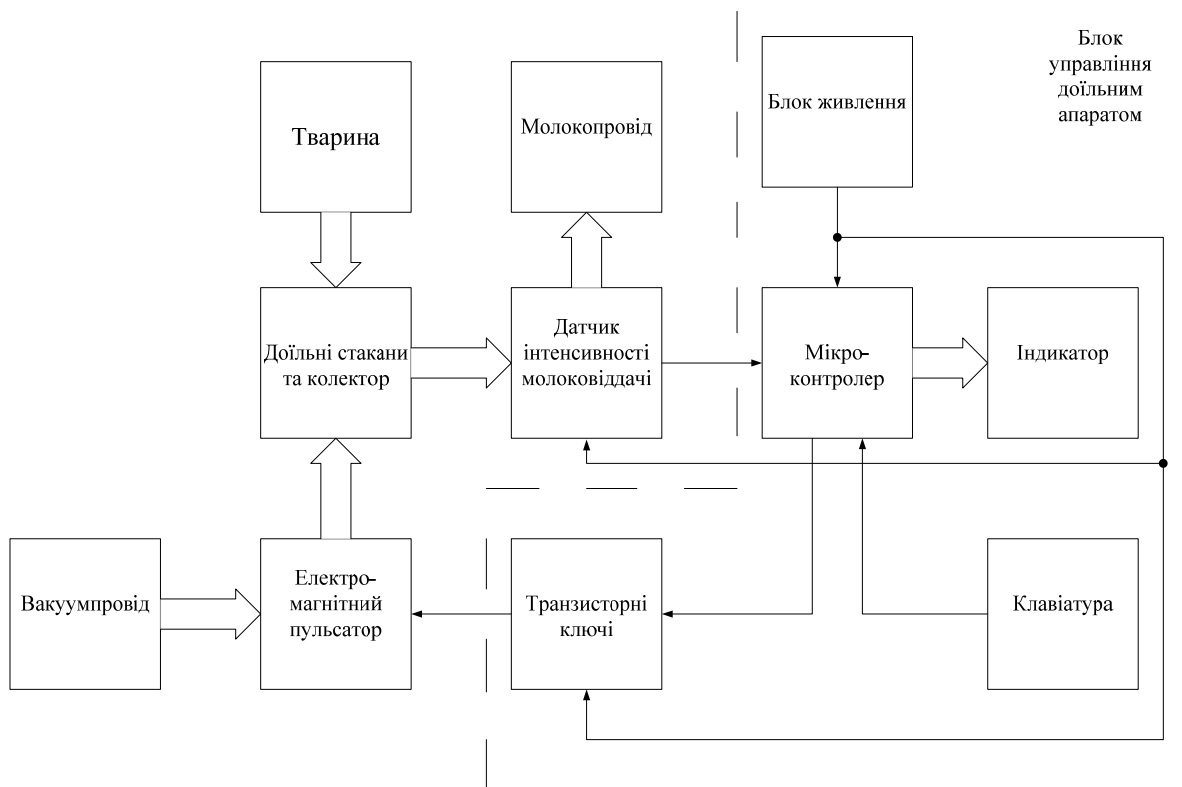 Блок
управління
доїльним
апаратом
Тварина
Молокопровід
Блок живлення
Доїльні стакани
та колектор
Датчик
інтенсивності
молоковіддачі
Мікро-
контролер
Індикатор
Вакуумпровід
Електро-
магнітний
пульсатор
Транзисторні
ключі
Клавіатура